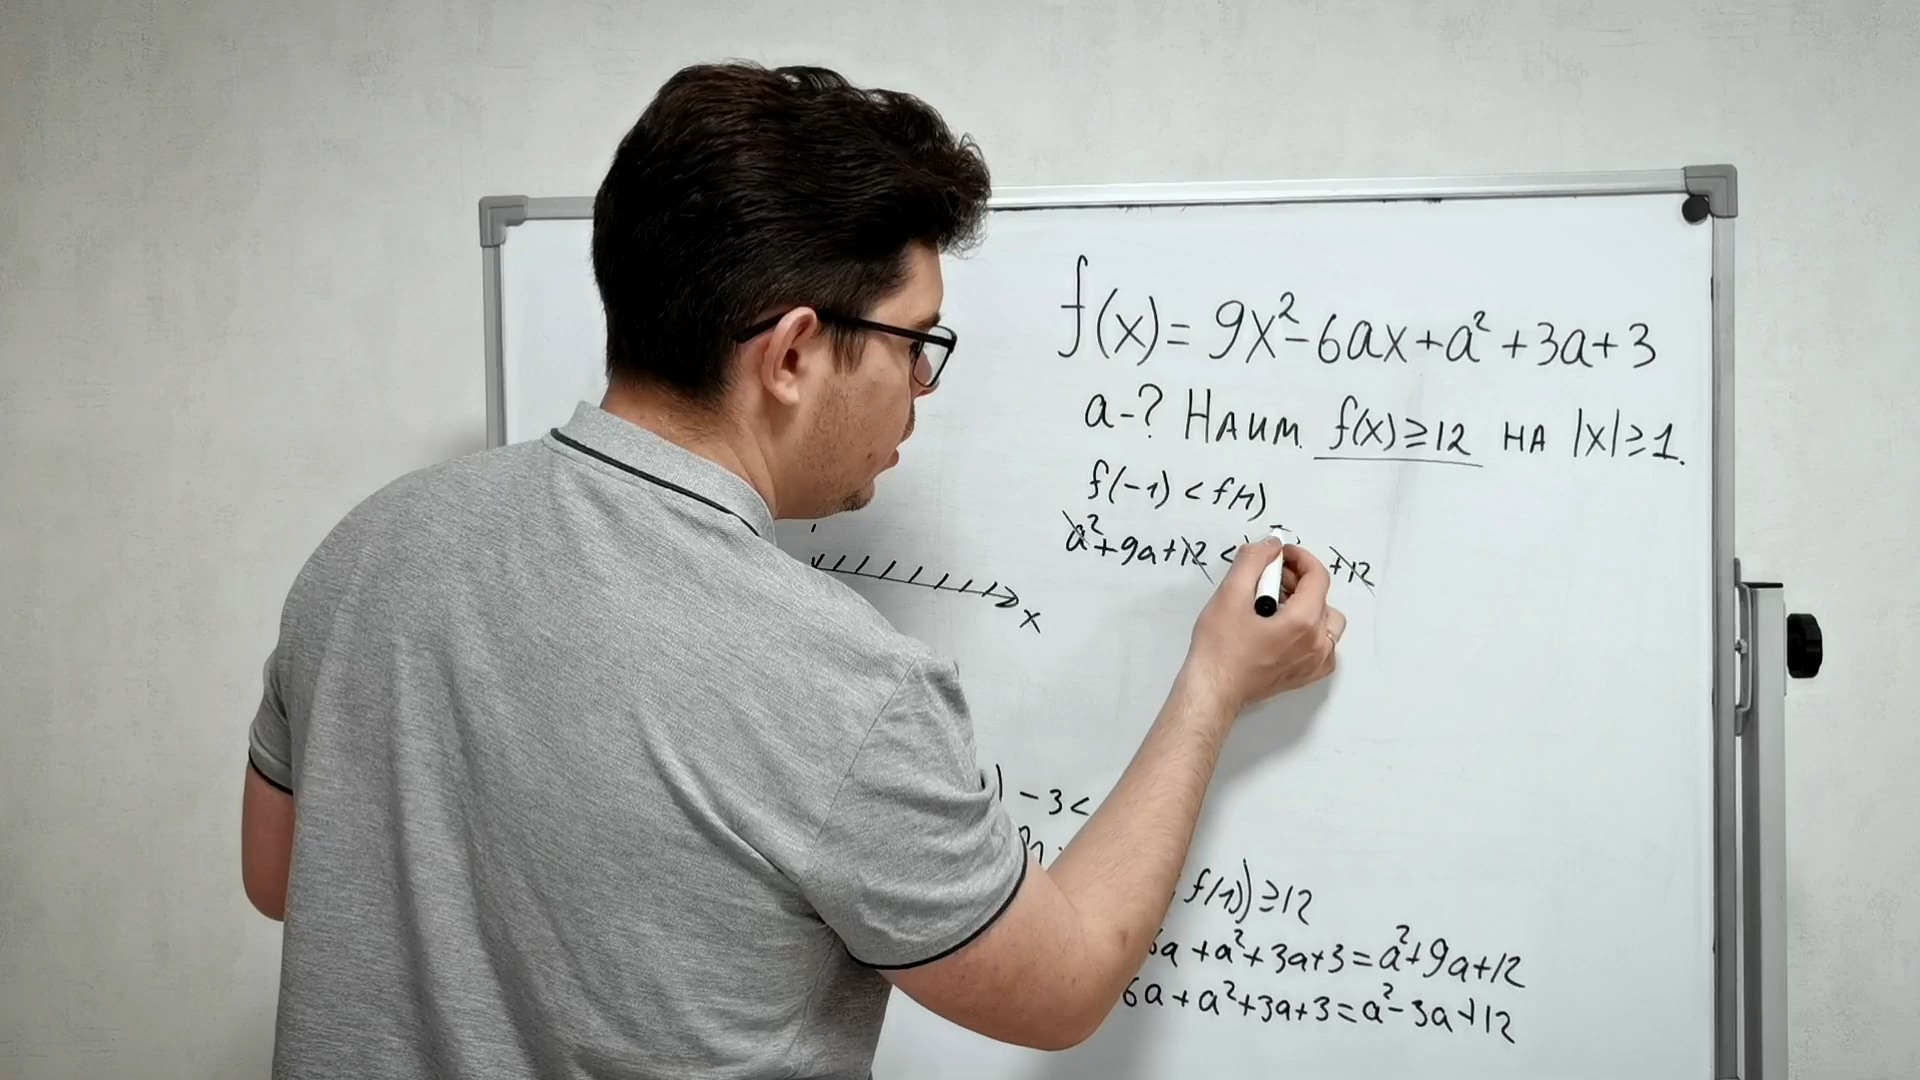 f(x)=9x²-6ax+a²+3a+3
a-? Наим. f(x)≥12 на |x|≥1.
f(-1)<f(1)
a²+9a+12< +12
x
-3<
f(1))≥12
6a+a²+3a+3=a²+9a+12
6a+a²+3a+3=a²-3a+12